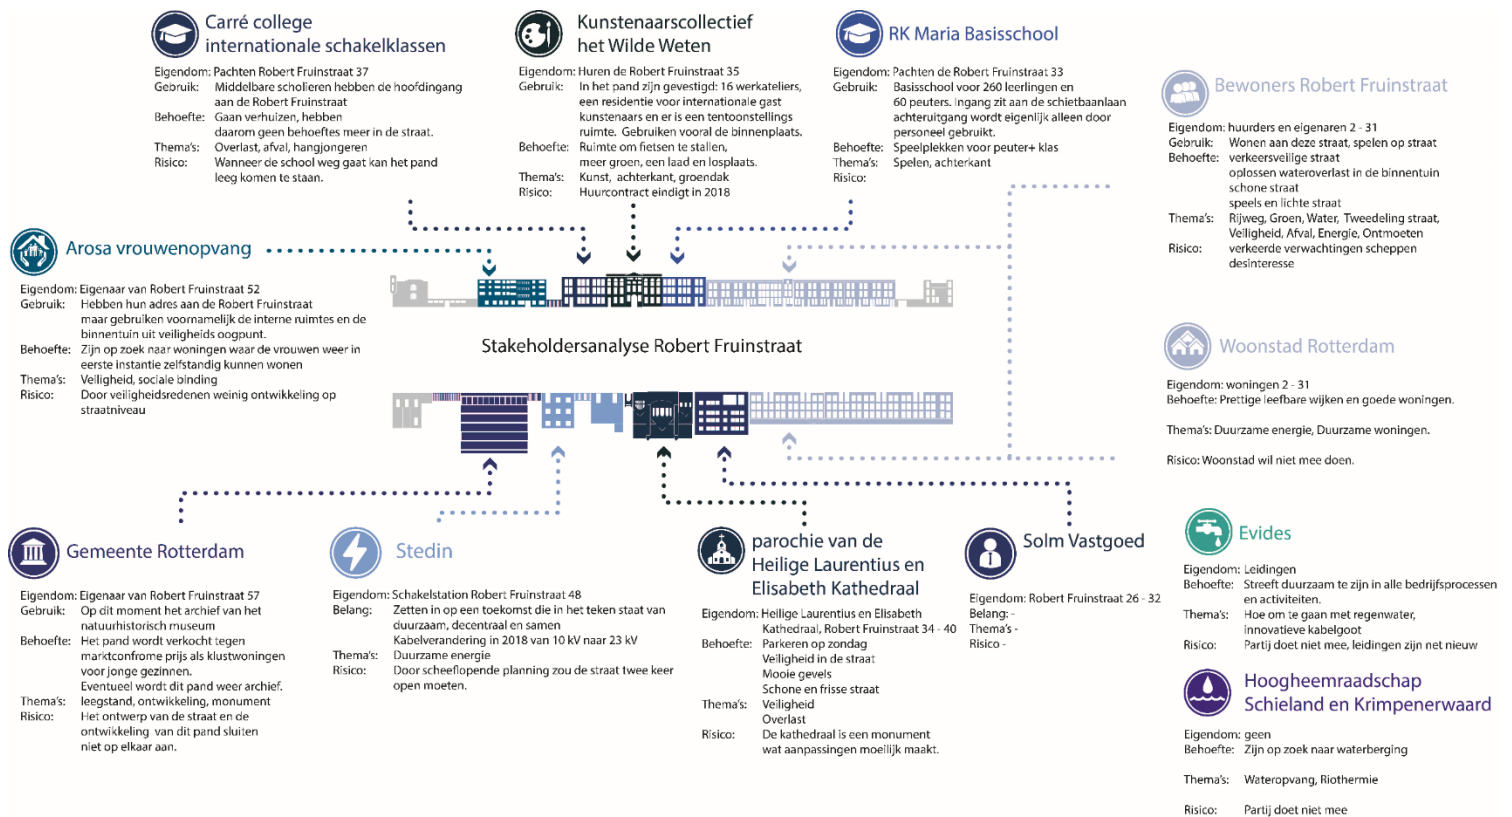 Carré college
internationale schakelklassen
Eigendom: Pachten Robert Fruinstraat 37
Gebruik: Middelbare scholieren hebben de hoofdingang
aan de Robert Fruinstraat
Behoefte: Gaan verhuizen, hebben
daarom geen behoeftes meer in de straat.
Thema's: Overlast, afval, hangjongeren
Risico: Wanneer de school weg gaat kan het pand
leeg komen te staan.
Kunstenaarscollectief
het Wilde Weten
Eigendom: Huren de Robert Fruinstraat 35
Gebruik: In het pand zijn gevestigd: 16 werkateliers,
een residentie voor internationale gast
kunstenaars en er is een tentoonstellings
ruimte. Gebruiken vooral de binnenplaats.
Behoefte: Ruimte om fietsen te stallen,
meer groen, een laad en losplaats.
Thema's: Kunst, achterkant, groendak
Risico: Huurcontract eindigt in 2018
RK Maria Basisschool
Eigendom: Pachten de Robert Fruinstraat 33
Gebruik: Basisschool voor 260 leerlingen en
60 peuters. Ingang zit aan de schietbaanlaan
achteruitgang wordt eigenlijk alleen door
personeel gebruikt.
Behoefte: Speelplekken voor peuter+ klas
Thema's: Spelen, achterkant
Risico:
Bewoners Robert Fruinstraat
Eigendom: huurders en eigenaren 2 - 31
Gebruik: Wonen aan deze straat, spelen op straat
Behoefte: verkeersveilige straat
oplossen wateroverlast in de binnentuin
schone straat
speels en lichte straat
Thema's: Rijweg, Groen, Water, Tweedeling straat,
Veiligheid, Afval, Energie, Ontmoeten
Risico: verkeerde verwachtingen scheppen
desinteresse
Arosa vrouwenopvang
Eigendom: Eigenaar van Robert Fruinstraat 52
Gebruik: Hebben hun adres aan de Robert Fruinstraat
maar gebruiken voornamelijk de interne ruimtes en de
binnentuin uit veiligheids oogpunt.
Behoefte: Zijn op zoek naar woningen waar de vrouwen weer in
eerste instantie zelfstandig kunnen wonen
Thema's: Veiligheid, sociale binding
Risico: Door veiligheidsredenen weinig ontwikkeling op
straatniveau
Stakeholdersanalyse Robert Fruinstraat
Woonstad Rotterdam
Eigendom: woningen 2 - 31
Behoefte: Prettige leefbare wijken en goede woningen.
Thema's: Duurzame energie, Duurzame woningen.
Risico: Woonstad wil niet mee doen.
Gemeente Rotterdam
Eigendom: Eigenaar van Robert Fruinstraat 57
Gebruik: Op dit moment het archief van het
natuurhistorisch museum
Behoefte: Het pand wordt verkocht tegen
marktconfrome prijs als klustwoningen
voor jonge gezinnen.
Eventueel wordt dit pand weer archief.
Thema's: leegstand, ontwikkeling, monument
Risico: Het ontwerp van de straat en de
ontwikkeling van dit pand sluiten
niet op elkaar aan.
Stedin
Eigendom: Schakelstation Robert Fruinstraat 48
Belang: Zetten in op een toekomst die in het teken staat van
duurzaam, decentraal en samen
Kabelverandering in 2018 van 10 kV naar 23 kV
Thema's: Duurzame energie
Risico: Door scheeflopende planning zou de straat twee keer
open moeten.
parochie van de
Heilige Laurentius en
Elisabeth Kathedraal
Eigendom: Heilige Laurentius en Elisabeth
Kathedraal, Robert Fruinstraat 34 - 40
Behoefte: Parkeren op zondag
Veiligheid in de straat
Mooie gevels
Schone en frisse straat
Thema's: Veiligheid
Overlast
Risico: De kathedraal is een monument
wat aanpassingen moeilijk maakt.
Solm Vastgoed
Eigendom: Robert Fruinstraat 26 - 32
Belang: -
Thema's -
Risico -
Evides
Eigendom: Leidingen
Behoefte: Streeft duurzaam te zijn in alle bedrijfsprocessen
en activiteiten.
Thema's: Hoe om te gaan met regenwater,
innovatieve kabelgoot
Risico: Partij doet niet mee, leidingen zijn net nieuw
Hoogheemraadschap
Schieland en Krimpenerwaard
Eigendom: geen
Behoefte: Zijn op zoek naar waterberging
Thema's: Wateropvang, Riothermie
Risico: Partij doet niet mee